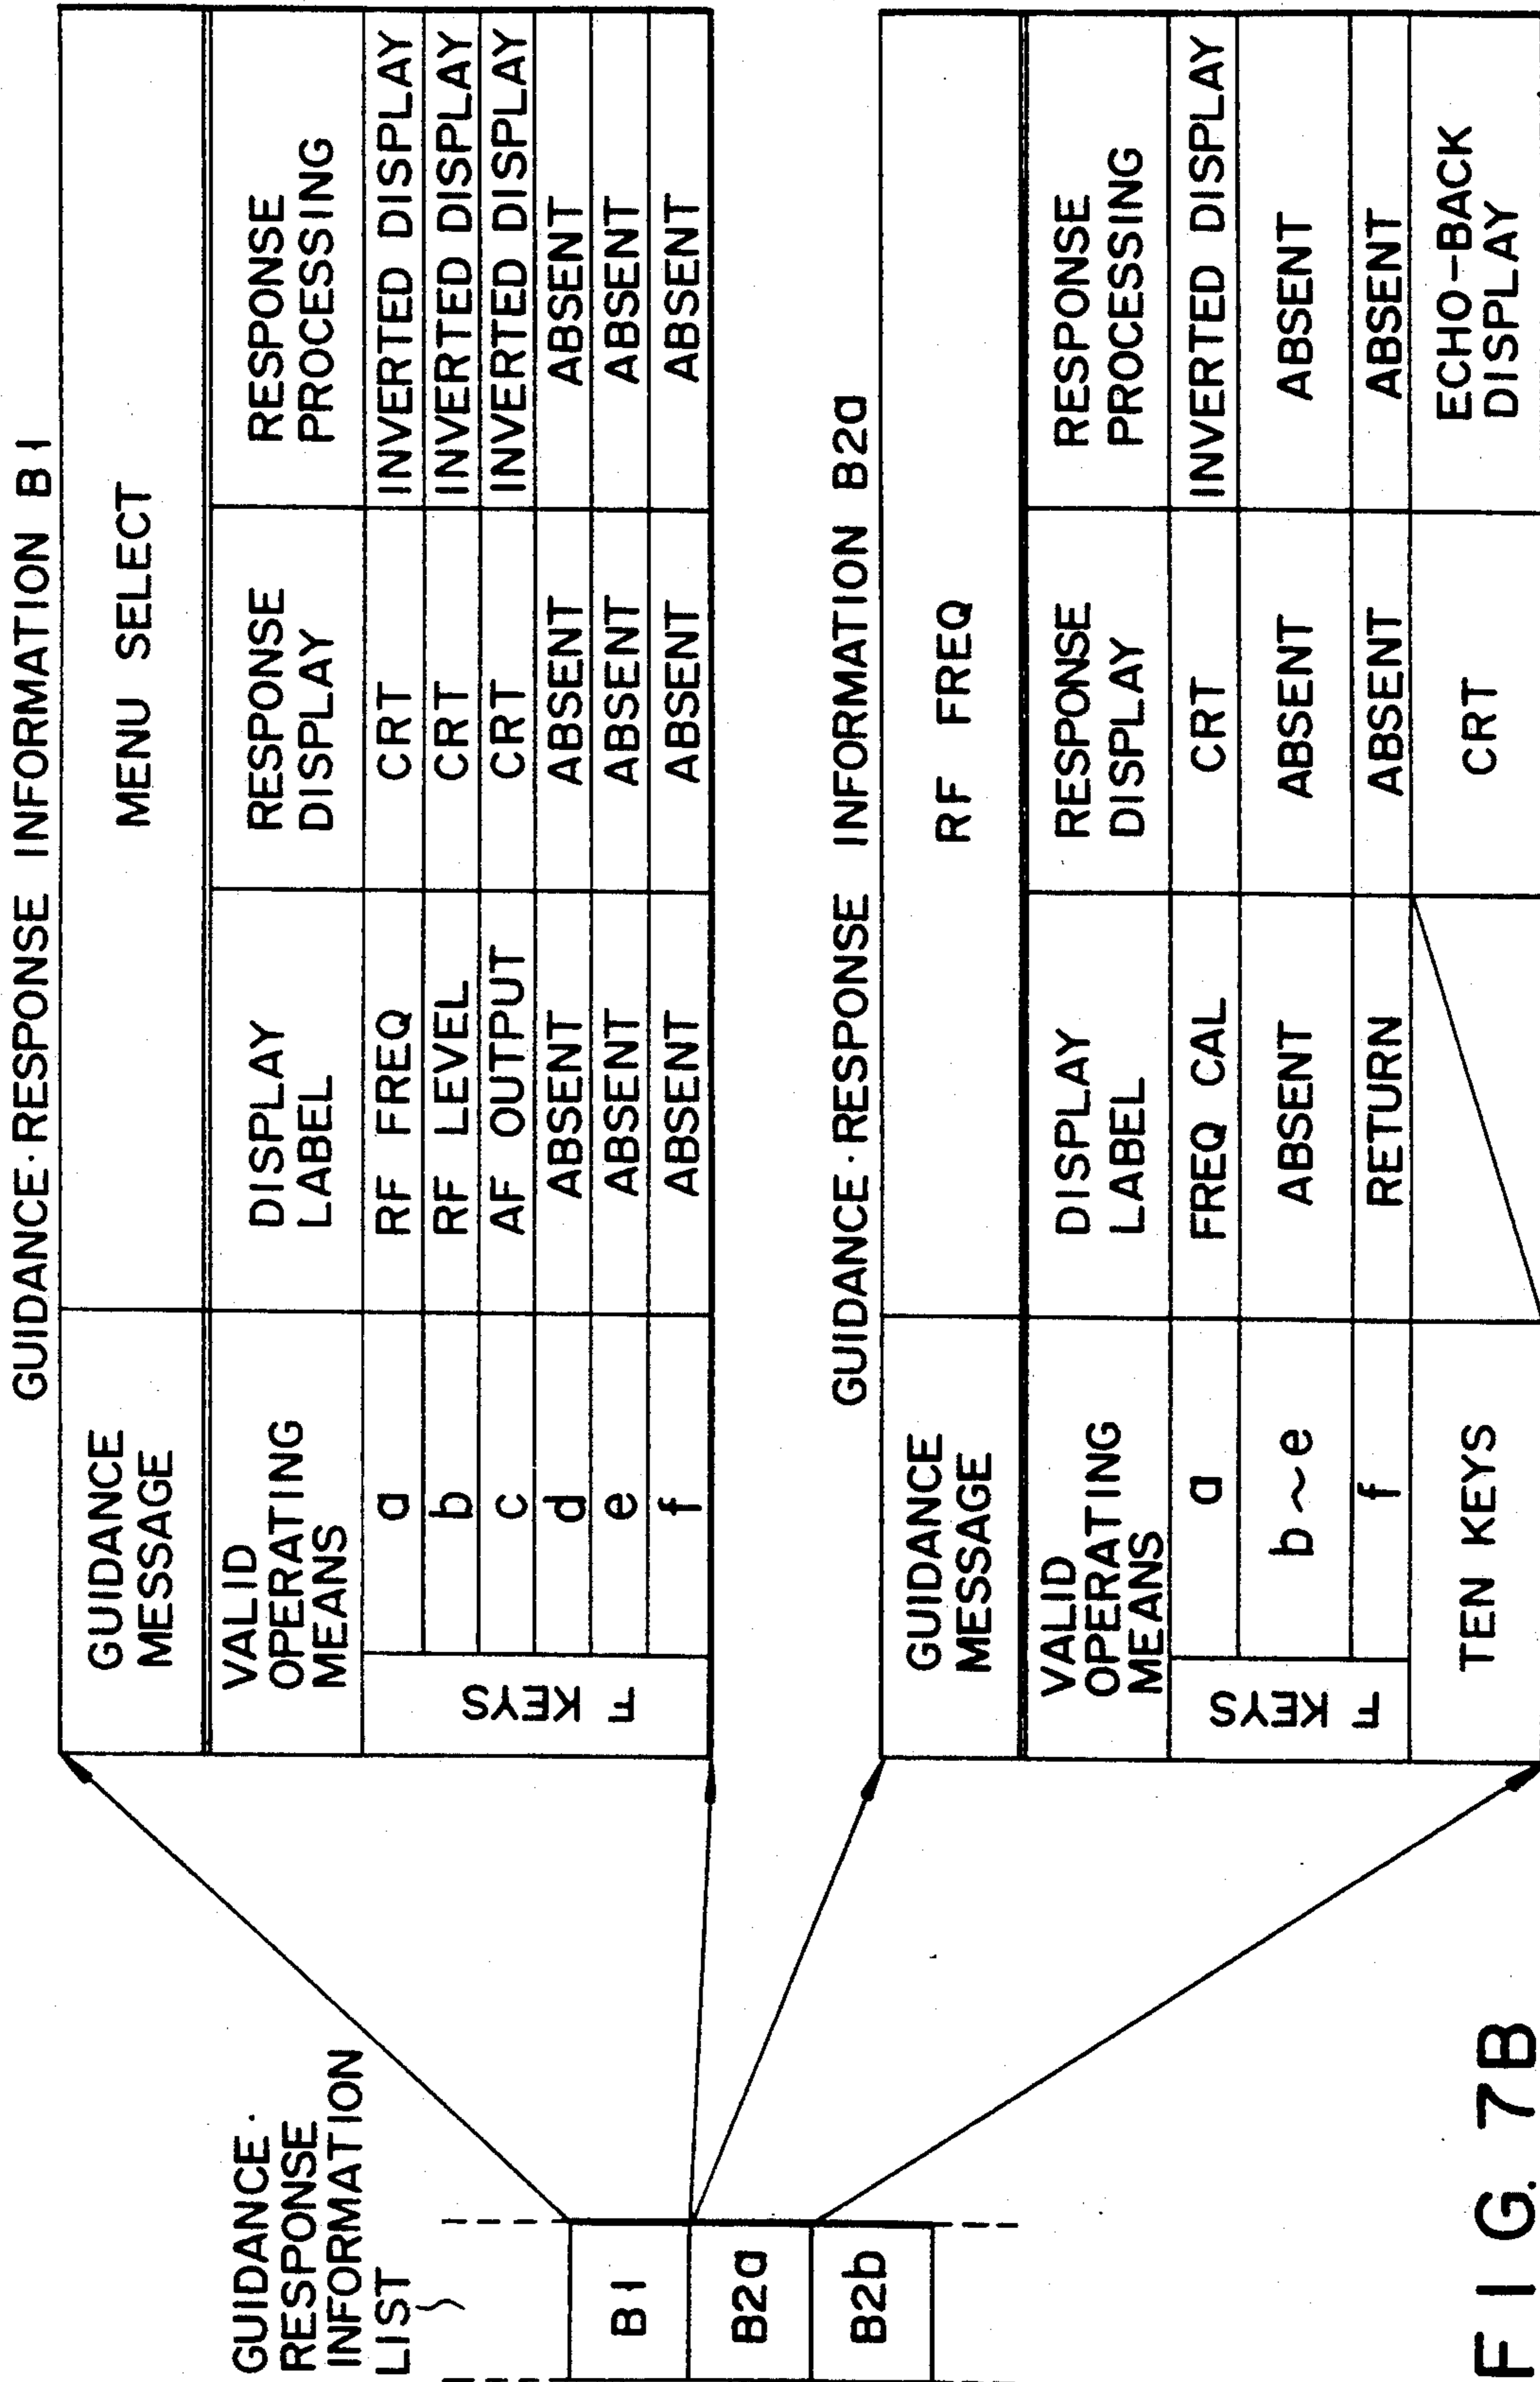 GUIDANCE·RESPONSE INFORMATION B1
GUIDANCE MESSAGE
MENU SELECT
VALID OPERATING MEANS
DISPLAY LABEL
RESPONSE DISPLAY
RESPONSE PROCESSING
F KEYS
a RF FREQ CRT INVERTED DISPLAY
b RF LEVEL CRT INVERTED DISPLAY
c AF OUTPUT CRT INVERTED DISPLAY
d ABSENT ABSENT ABSENT
e ABSENT ABSENT ABSENT
f ABSENT ABSENT ABSENT
GUIDANCE·
RESPONSE
INFORMATION
LIST
B1
B2a
B2b
GUIDANCE·RESPONSE INFORMATION B2a
GUIDANCE MESSAGE
RF FREQ
VALID OPERATING MEANS
DISPLAY LABEL
RESPONSE DISPLAY
RESPONSE PROCESSING
F KEYS
a FREQ CAL CRT INVERTED DISPLAY
b~e ABSENT ABSENT ABSENT
f RETURN ABSENT ABSENT
TEN KEYS CRT ECHO-BACK DISPLAY
FIG. 7B